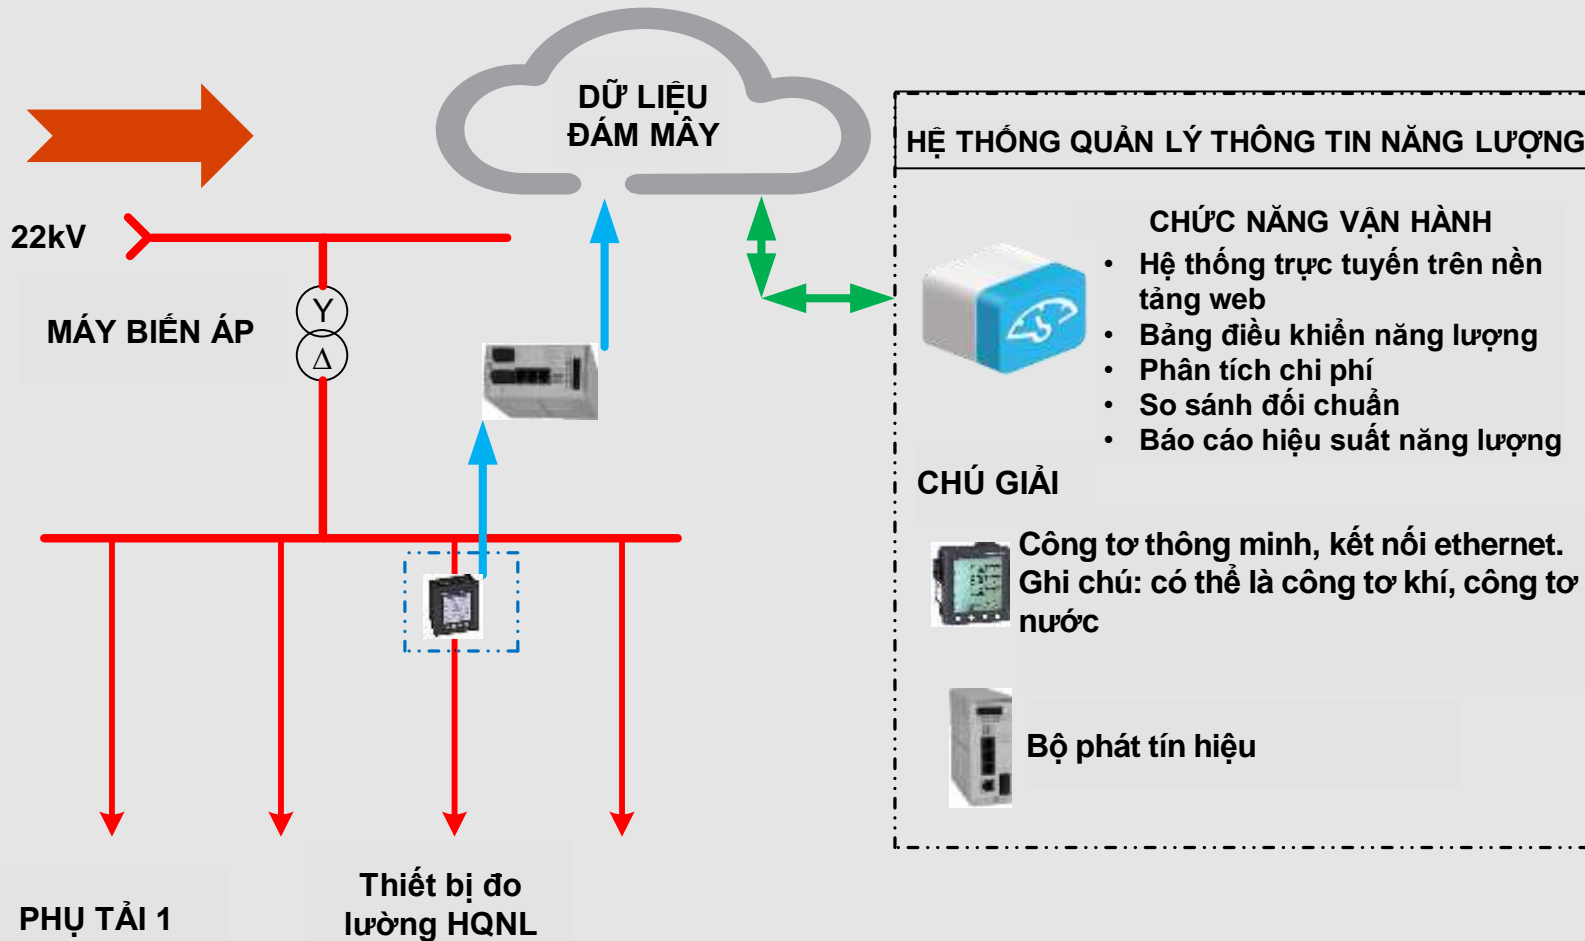 DỮ LIỆU
ĐÁM MÂY
HỆ THỐNG QUẢN LÝ THÔNG TIN NĂNG LƯỢNG
22kV
MÁY BIẾN ÁP
Y
Δ
CHỨC NĂNG VẬN HÀNH
• Hệ thống trực tuyến trên nền
tảng web
• Bảng điều khiển năng lượng
• Phân tích chi phí
• So sánh đối chuẩn
• Báo cáo hiệu suất năng lượng
CHÚ GIẢI
Công tơ thông minh, kết nối ethernet.
Ghi chú: có thể là công tơ khí, công tơ
nước
Bộ phát tín hiệu
PHỤ TẢI 1
Thiết bị đo
lường HQNL